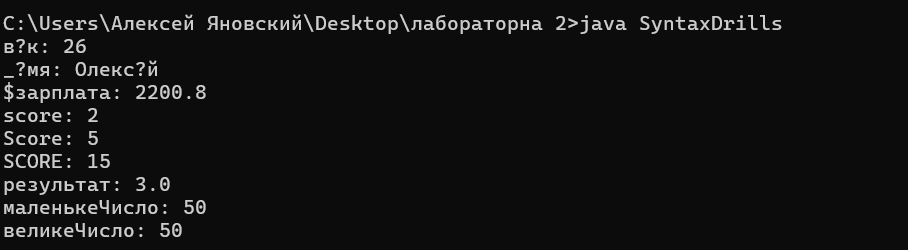 C:\Users\Алексей Яновский\Desktop\лабораторна 2>java SyntaxDrills
в?к: 26
_?мя: Олекс?й
$зарплата: 2200.8
score: 2
Score: 5
SCORE: 15
результат: 3.0
маленькеЧисло: 50
великеЧисло: 50